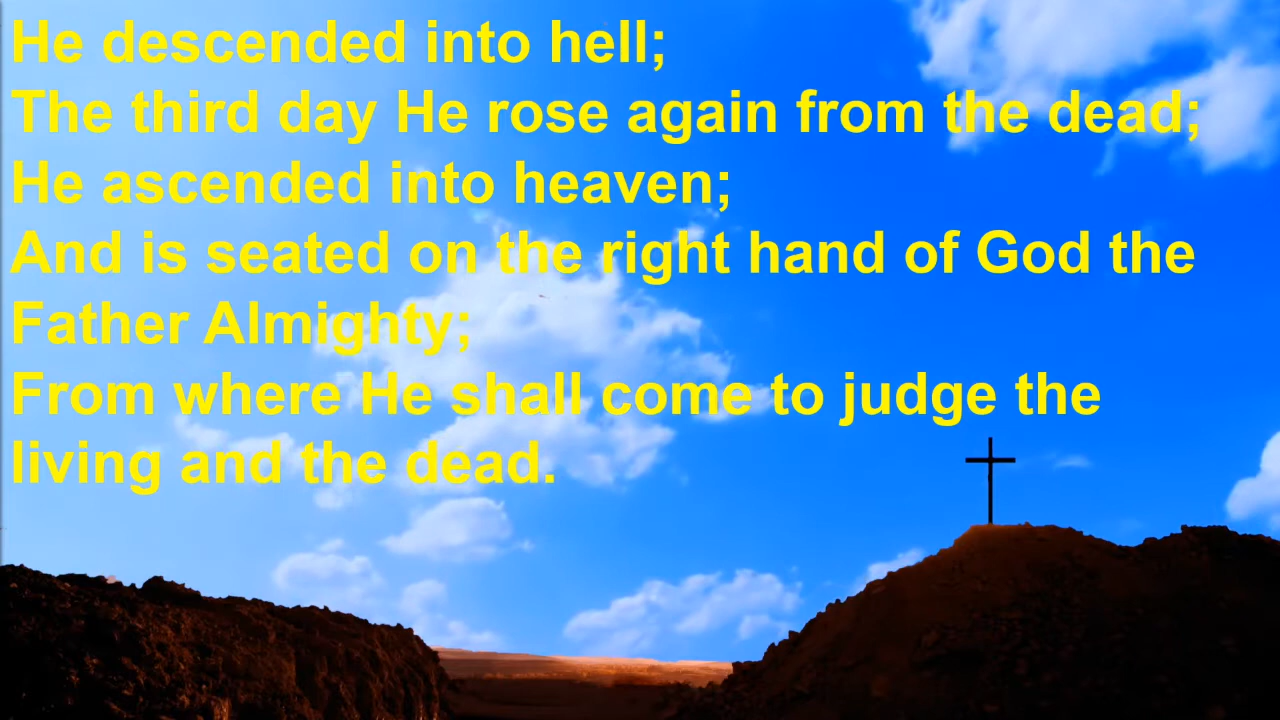 He descended into hell;
The third day He rose again from the dead;
He ascended into heaven;
And is seated on the right hand of God the
Father Almighty;
From where He shall come to judge the
living and the dead.